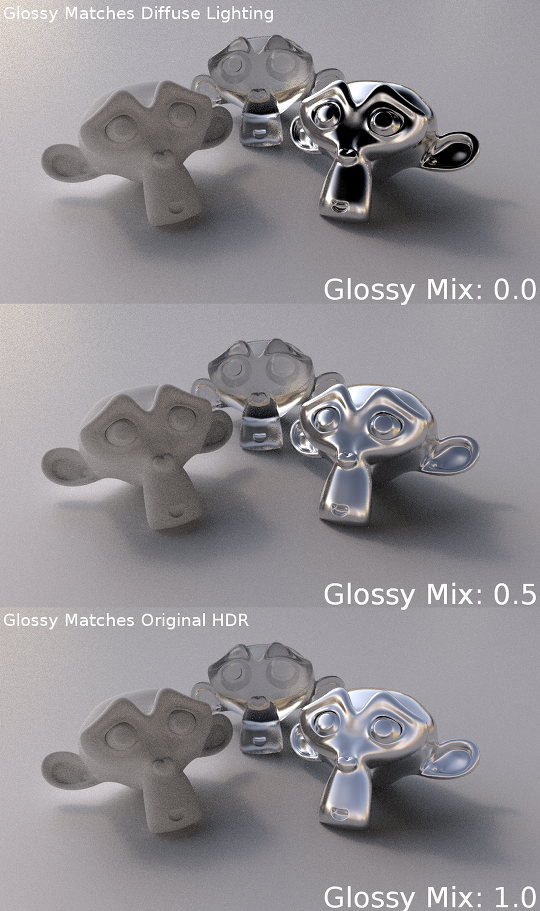 Glossy Matches Diffuse Lighting
Glossy Mix: 0.0
Glossy Mix: 0.5
Glossy Matches Original HDR
Glossy Mix: 1.0